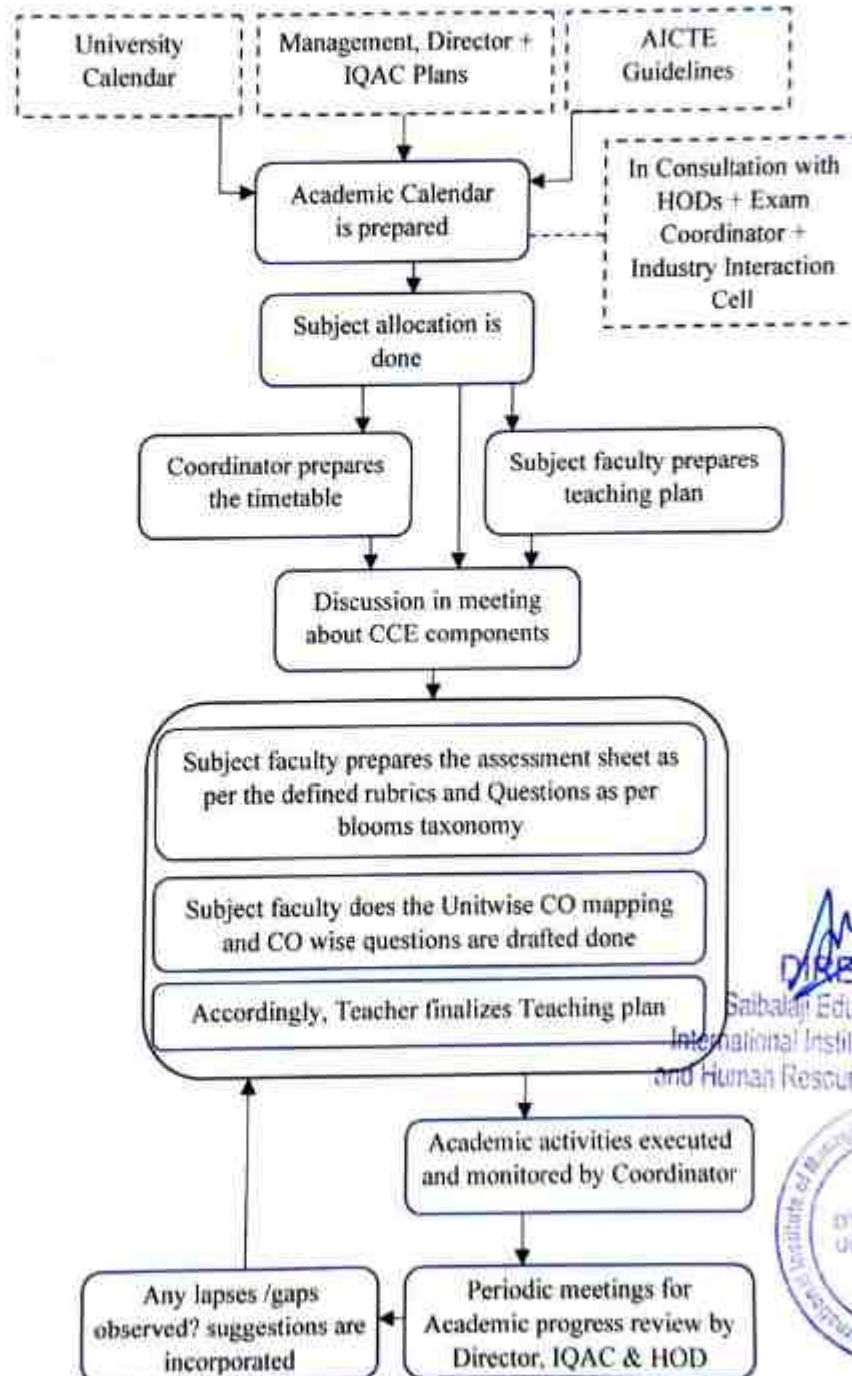 University
Calendar
Management, Director +
IQAC Plans
AICTE
Guidelines
Academic Calendar
is prepared
In Consultation with
HODs + Exam
Coordinator +
Industry Interaction
Cell
Subject allocation is
done
Coordinator prepares
the timetable
Subject faculty prepares
teaching plan
Discussion in meeting
about CCE components
Subject faculty prepares the assessment sheet as
per the defined rubrics and Questions as per
blooms taxonomy
Subject faculty does the Unitwise CO mapping
and CO wise questions are drafted done
Accordingly, Teacher finalizes Teaching plan
Saibalaji
International
and Human
Academic activities executed
and monitored by Coordinator
Institute of
Any lapses /gaps
observed? suggestions are
incorporated
Periodic meetings for
Academic progress review by
Director, IQAC & HOD